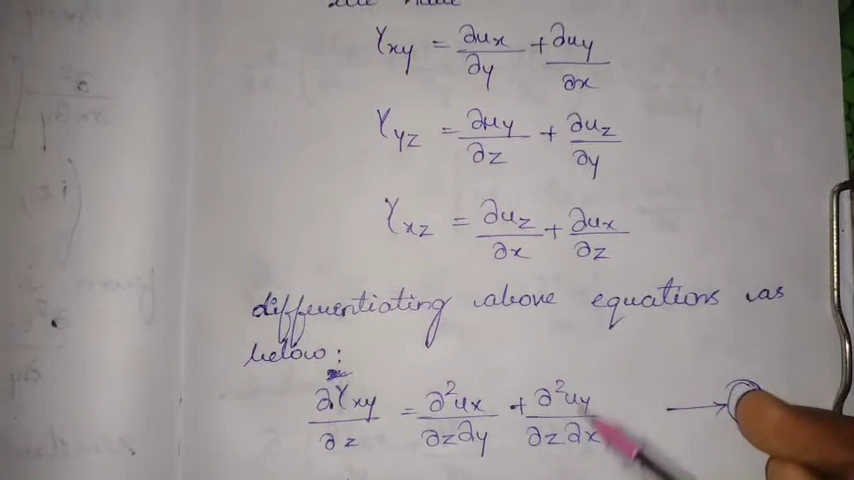 γxy = ∂ux/∂y + ∂uy/∂x
γyz = ∂uy/∂z + ∂uz/∂y
γxz = ∂uz/∂x + ∂ux/∂z
differentiating above equations as
below:
∂γxy/∂z = ∂²ux/∂z∂y + ∂²uy/∂z∂x →